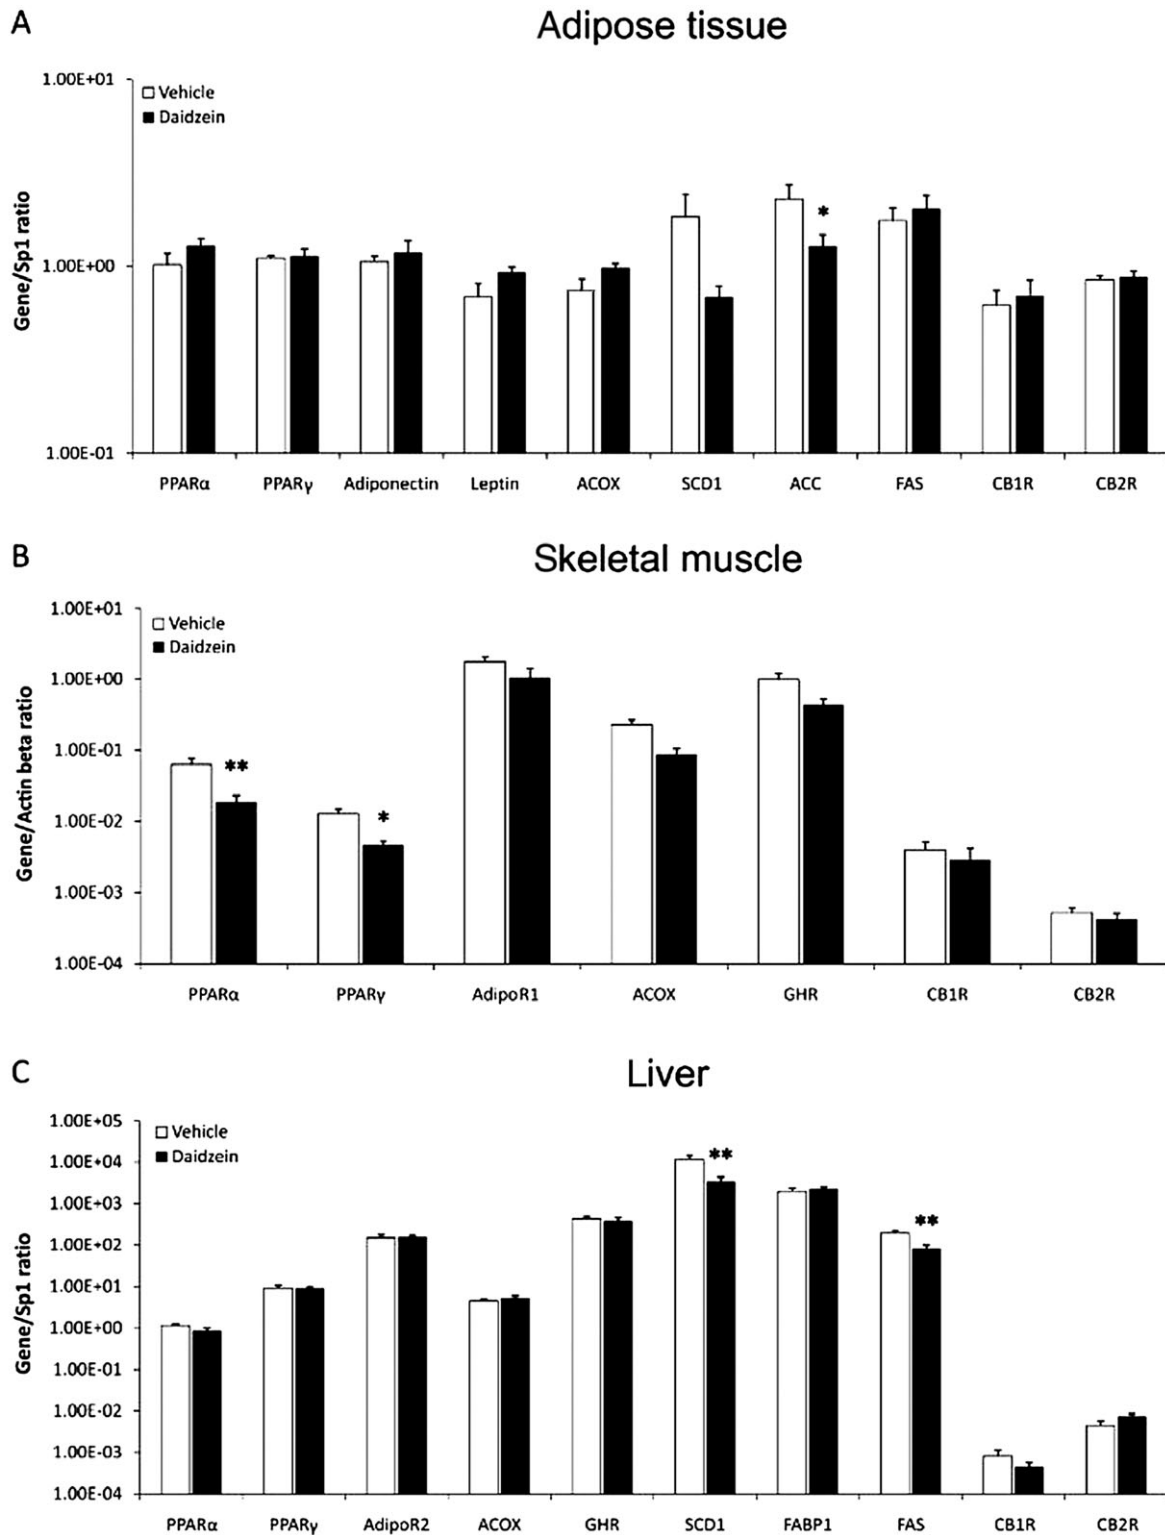 A
Adipose tissue
Gene/Sp1 ratio
1.00E+01
1.00E+00
1.00E-01
Vehicle
Daidzein
*
PPARα PPARγ Adiponectin Leptin ACOX SCD1 ACC FAS CB1R CB2R
B
Skeletal muscle
Gene/Actin beta ratio
1.00E+01
1.00E+00
1.00E-01
1.00E-02
1.00E-03
1.00E-04
Vehicle
Daidzein
** *
PPARα PPARγ AdipoR1 ACOX GHR CB1R CB2R
C
Liver
Gene/Sp1 ratio
1.00E+05
1.00E+04
1.00E+03
1.00E+02
1.00E+01
1.00E+00
1.00E-01
1.00E-02
1.00E-03
1.00E-04
Vehicle
Daidzein
** **
PPARα PPARγ AdipoR2 ACOX GHR SCD1 FABP1 FAS CB1R CB2R